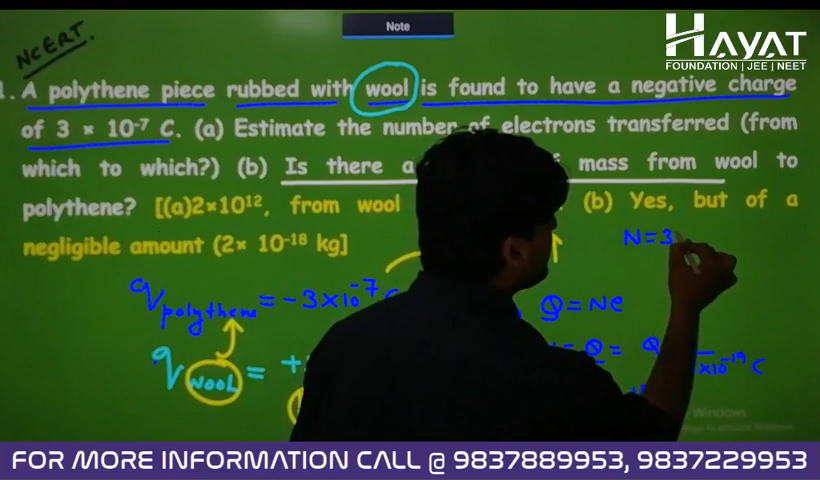 Note
HAYAT
FOUNDATION | JEE | NEET
NCERT.
1. A polythene piece rubbed with wool is found to have a negative charge
of 3 × 10⁻⁷ C. (a) Estimate the number of electrons transferred (from
which to which?) (b) Is there a mass from wool to
polythene? [(a)2×10¹², from wool (b) Yes, but of a
negligible amount (2× 10⁻¹⁸ kg]
N=3
q polythene = -3×10⁻⁷ C
Q=Ne
q wool = +
= Q = Q
×10⁻¹⁹ C
Windows
FOR MORE INFORMATION CALL @ 9837889953, 9837229953